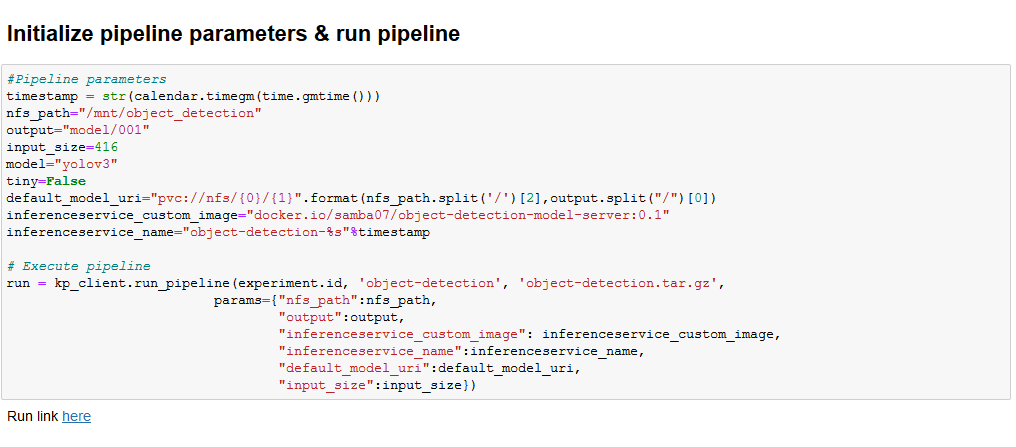 Initialize pipeline parameters & run pipeline
#Pipeline parameters
timestamp = str(calendar.timegm(time.gmtime()))
nfs_path="/mnt/object_detection"
output="model/001"
input_size=416
model="yolov3"
tiny=False
default_model_uri="pvc://nfs/{0}/{1}".format(nfs_path.split('/')[2],output.split("/")[0])
inferenceservice_custom_image="docker.io/samba07/object-detection-model-server:0.1"
inferenceservice_name="object-detection-%s"%timestamp
# Execute pipeline
run = kp_client.run_pipeline(experiment.id, 'object-detection', 'object-detection.tar.gz',
params={"nfs_path":nfs_path,
"output":output,
"inferenceservice_custom_image": inferenceservice_custom_image,
"inferenceservice_name":inferenceservice_name,
"default_model_uri":default_model_uri,
"input_size":input_size})
Run link here